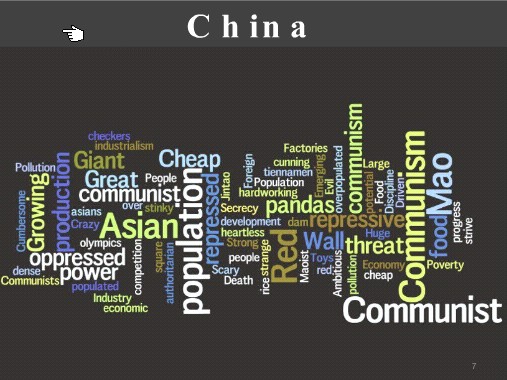 China
checkers
industrialism
Pollution
production
Giant
Cheap
Great
People
communist
Growing
Cumbersome
asians
over
stinky
Crazy
Asian
population
repressed
olympics
oppressed
dense
power
Communists
populated
competition
square
authoritarian
Industry
economic
Scary
Death
Jintao
Foreign
Factories
cunning
tiennamen
Population
hardworking
Secrecy
pandas
Evil
Emerging
overpopulated
communism
Large
potential
Food
Discipline
Driven
Communism
Mao
food
progress
strive
development
dam
repressive
heartless
Strong
people
rice
strange
Red
Maoist
Wall
Toys
red
Huge
threat
Ambitious
pollution
Economy
cheap
Poverty
Communist
7